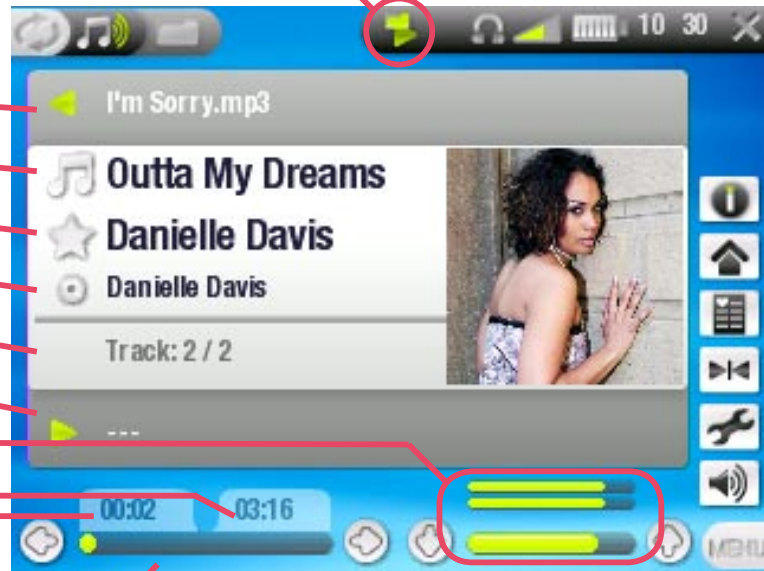 10 30
I'm Sorry.mp3
Outta My Dreams
Danielle Davis
Danielle Davis
Track: 2 / 2
---
00:02 03:16
MENU